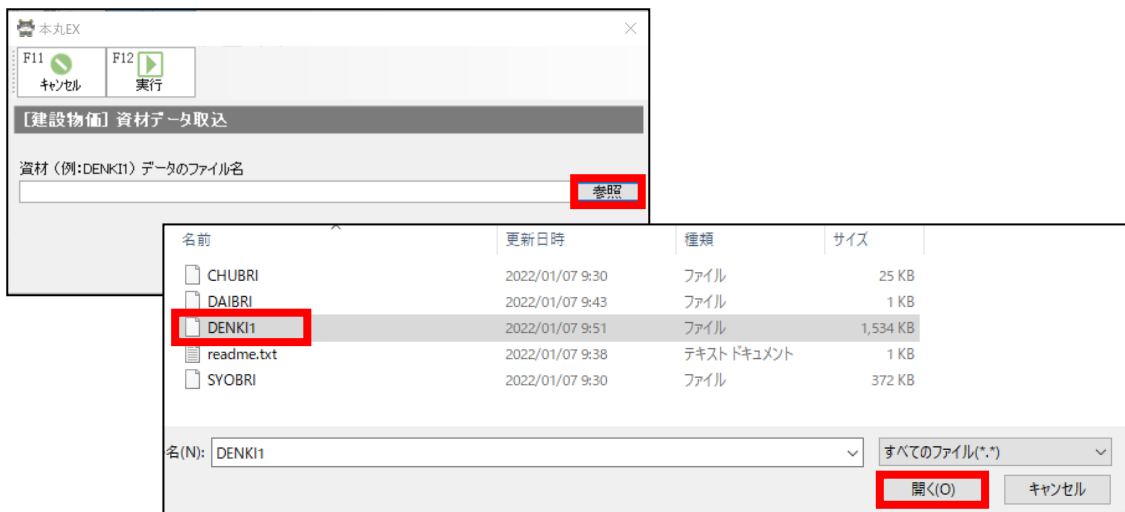 本丸EX
F11 キャンセル F12 実行
[建設物価] 資材データ取込
資材（例：DENKI1）データのファイル名
参照
名前 更新日時 種類 サイズ
CHUBRI 2022/01/07 9:30 ファイル 25 KB
DAIBRI 2022/01/07 9:43 ファイル 1 KB
DENKI1 2022/01/07 9:51 ファイル 1,534 KB
readme.txt 2022/01/07 9:38 テキスト ドキュメント 1 KB
SYOBRI 2022/01/07 9:30 ファイル 372 KB
名(N): DENKI1 すべてのファイル(*.*)
開く(O) キャンセル